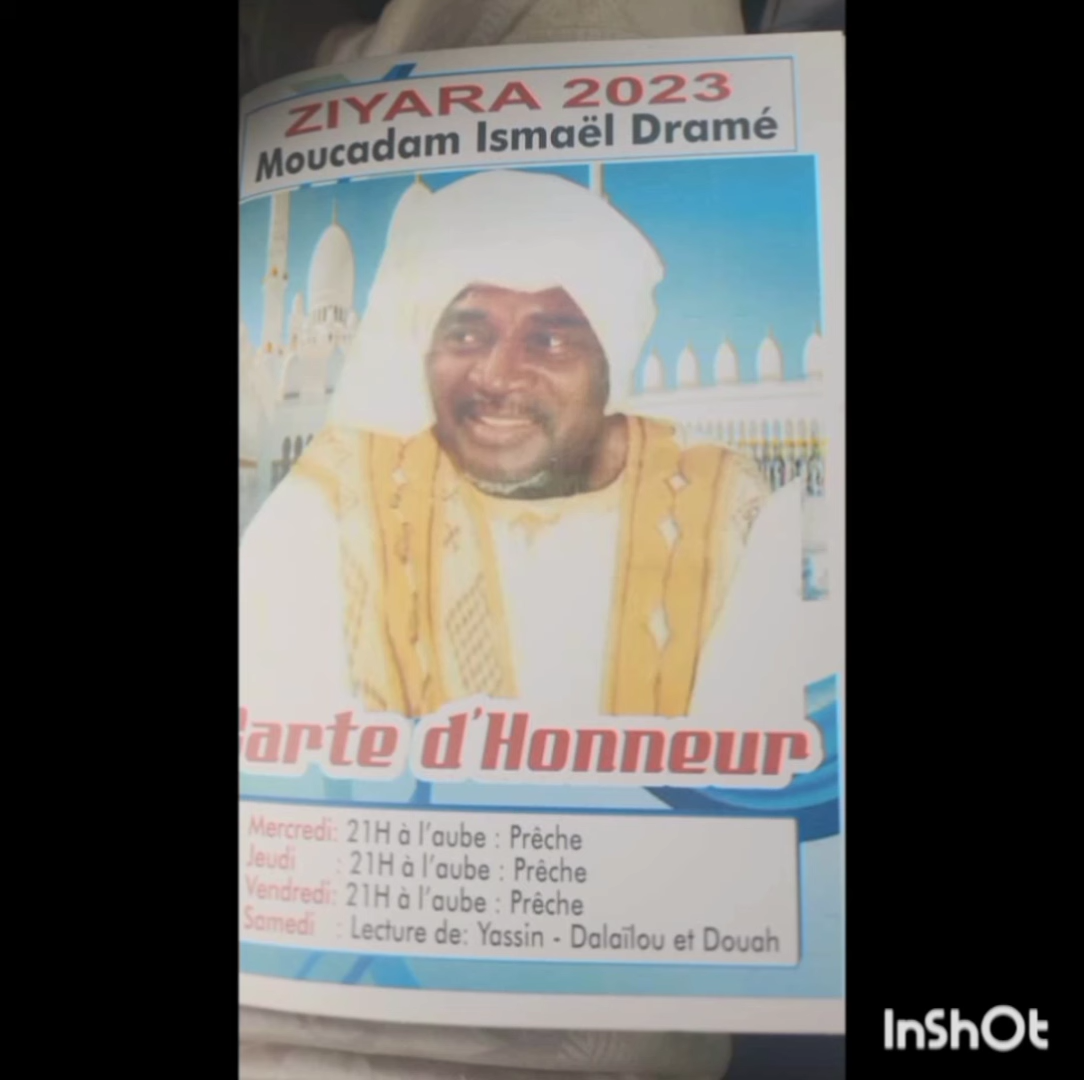 ZIYARA 2023
Moucadam Ismaël Dramé
Carte d'Honneur
Mercredi: 21H à l'aube : Prêche
Jeudi : 21H à l'aube : Prêche
Vendredi: 21H à l'aube : Prêche
Samedi : Lecture de: Yassin - Dalaïlou et Douah
InShOt